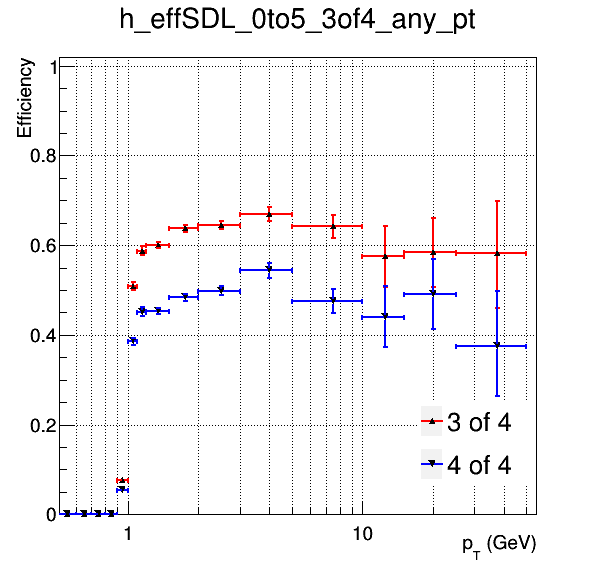 h_effSDL_0to5_3of4_any_pt
Efficiency
1
0.8
0.6
0.4
0.2
0
3 of 4
4 of 4
1
10
p_T (GeV)